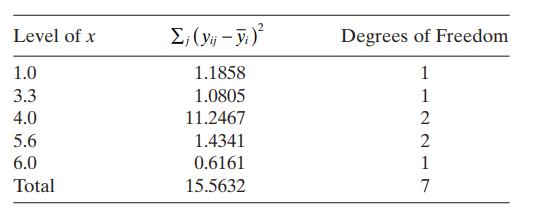 Level of x Σj(yij − ȳi)² Degrees of Freedom
1.0 1.1858 1
3.3 1.0805 1
4.0 11.2467 2
5.6 1.4341 2
6.0 0.6161 1
Total 15.5632 7